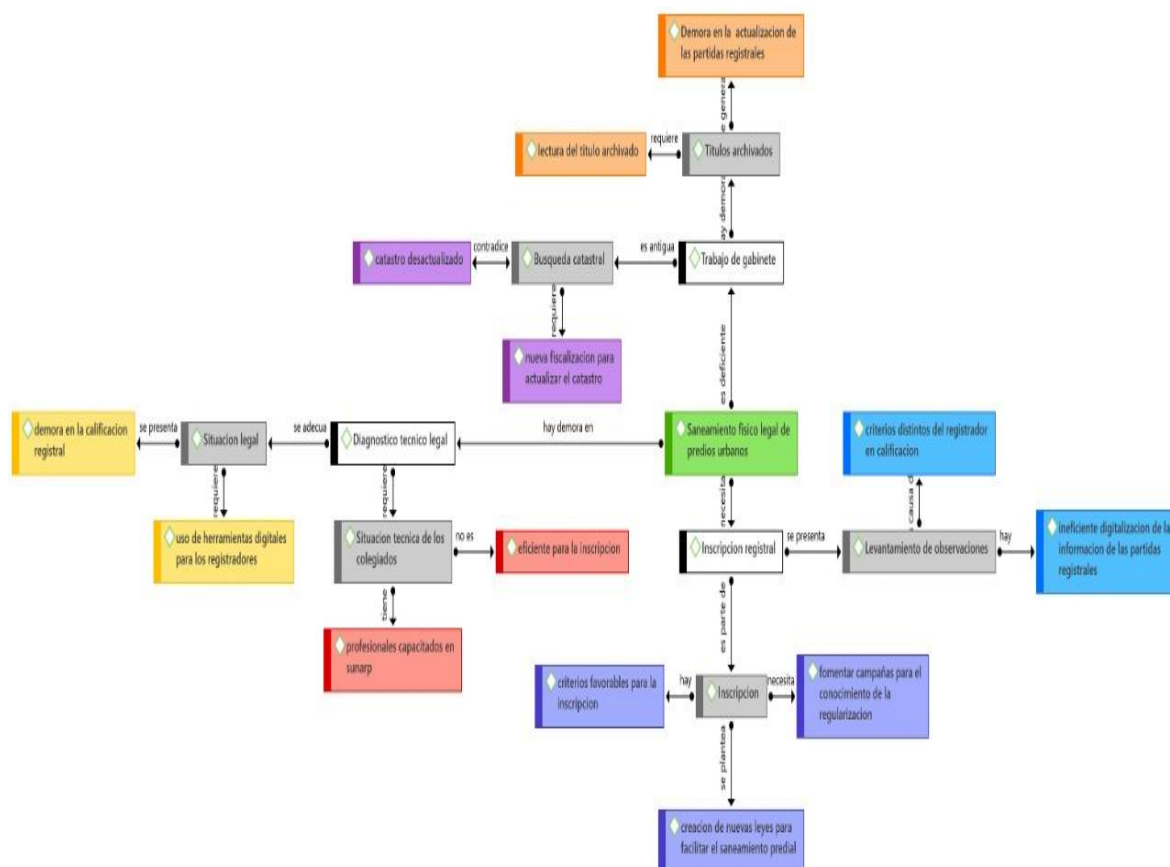 Demora en la actualizacion de
las partidas registrales
e genera
requiere
lectura del titulo archivado
Titulos archivados
ay demora
contradice
es antigua
catastro desactualizado
Busqueda catastral
Trabajo de gabinete
requiere
nueva fiscalizacion para
actualizar el catastro
es deficiente
demora en la calificacion
registral
se presenta
Situacion legal
se adecua
Diagnostico tecnico legal
hay demora en
Saneamiento fisico legal de
predios urbanos
criterios distintos del registrador
en calificacion
requiere
requiere
necesita
causa d
uso de herramientas digitales
para los registradores
Situacion tecnica de los
colegiados
no es
eficiente para la inscripcion
Inscripcion registral
se presenta
Levantamiento de observaciones
hay
ineficiente digitalizacion de la
informacion de las partidas
registrales
tiene
profesionales capacitados en
sunarp
es parte de
criterios favorables para la
inscripcion
hay
Inscripcion
necesita
fomentar campañas para el
conocimiento de la
regularizacion
se plantea
creacion de nuevas leyes para
facilitar el saneamiento predial